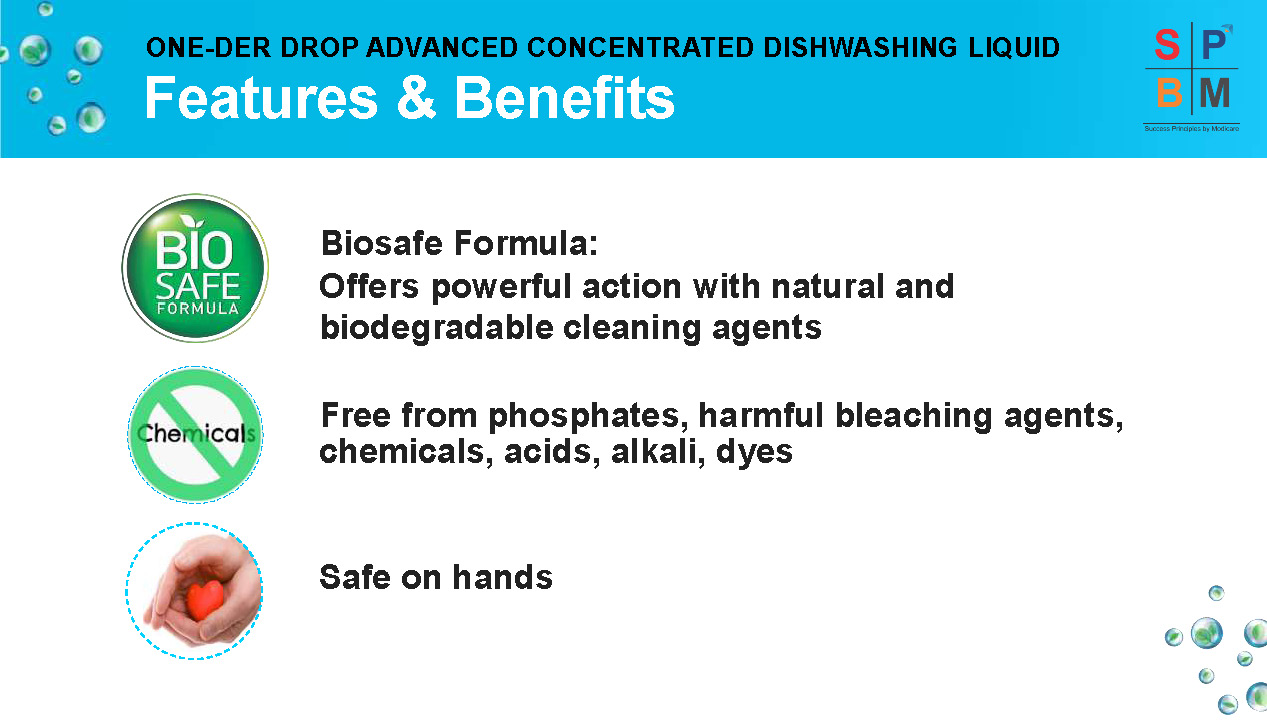 ONE-DER DROP ADVANCED CONCENTRATED DISHWASHING LIQUID
Features & Benefits
S P
B M
Success Principles by Modicare
BIO
SAFE
FORMULA
Biosafe Formula:
Offers powerful action with natural and
biodegradable cleaning agents
Chemicals
Free from phosphates, harmful bleaching agents,
chemicals, acids, alkali, dyes
Safe on hands